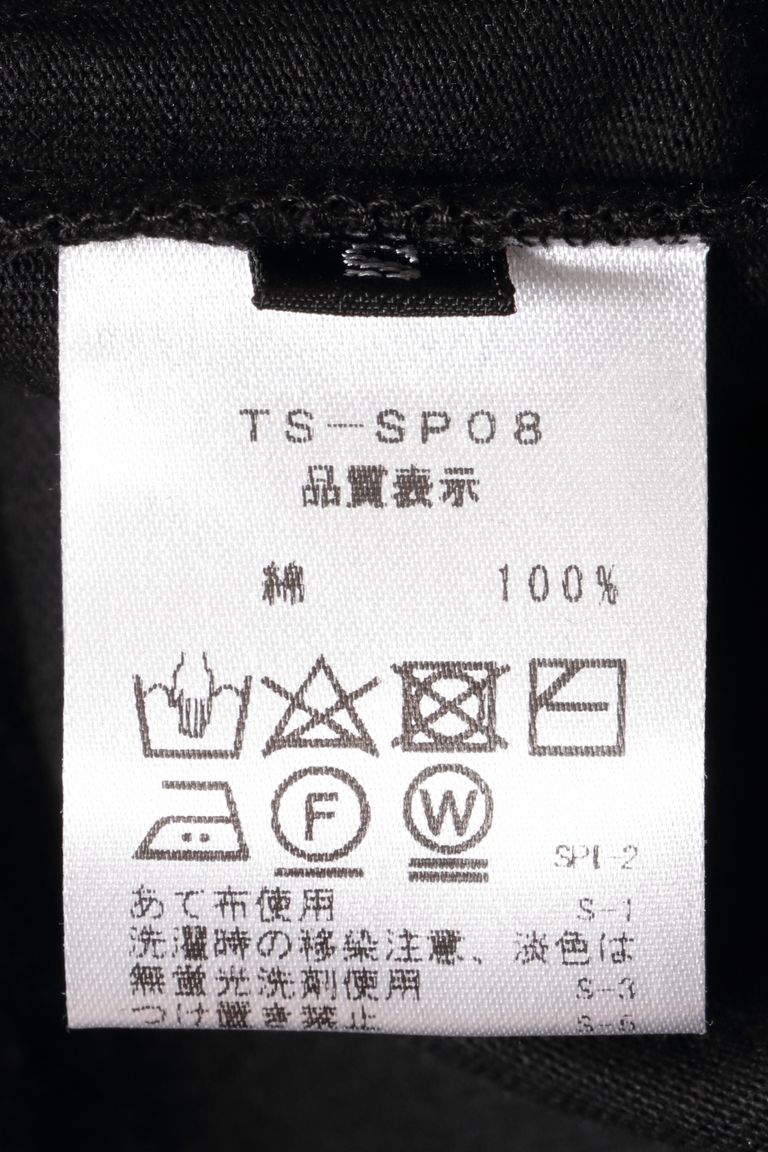 TS-SP08
品質表示
綿 100%
F W
SPL-2
あて布使用 S-1
洗濯時の移染注意、淡色は
無蛍光洗剤使用 S-3
つけ置き禁止 S-5